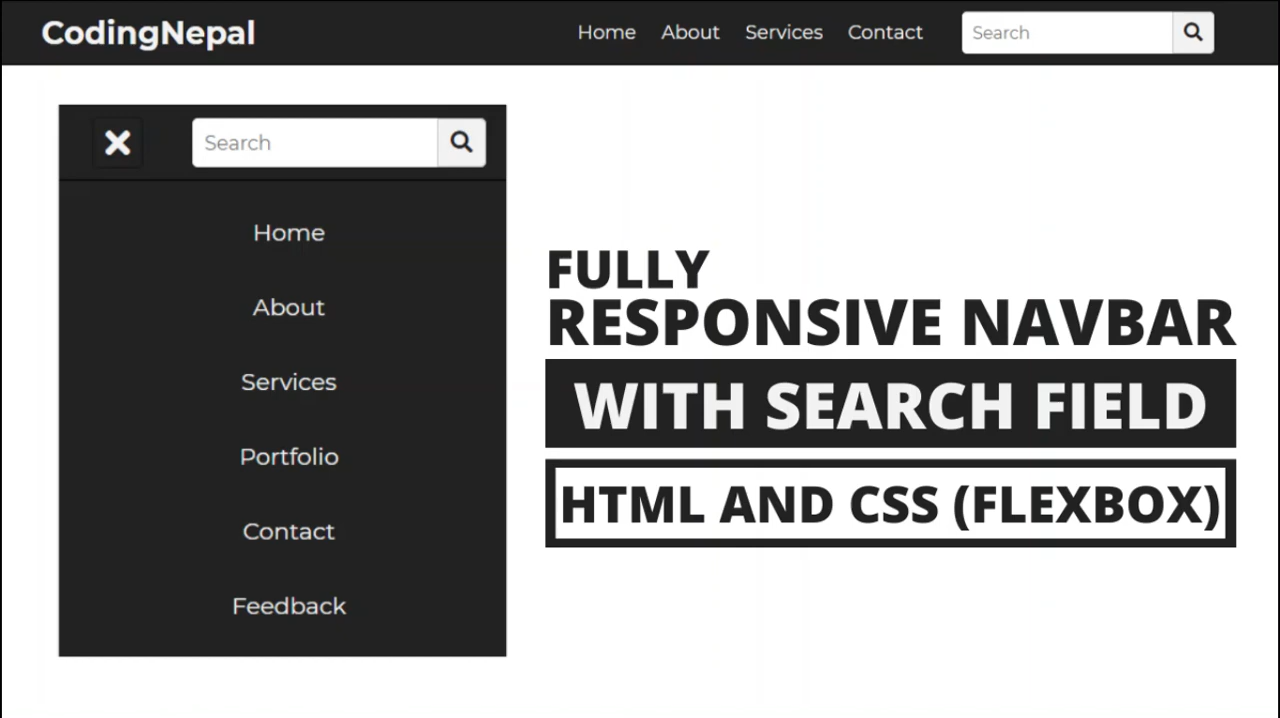 CodingNepal Home About Services Contact Search
Search
Home
About
Services
Portfolio
Contact
Feedback
FULLY
RESPONSIVE NAVBAR
WITH SEARCH FIELD
HTML AND CSS (FLEXBOX)